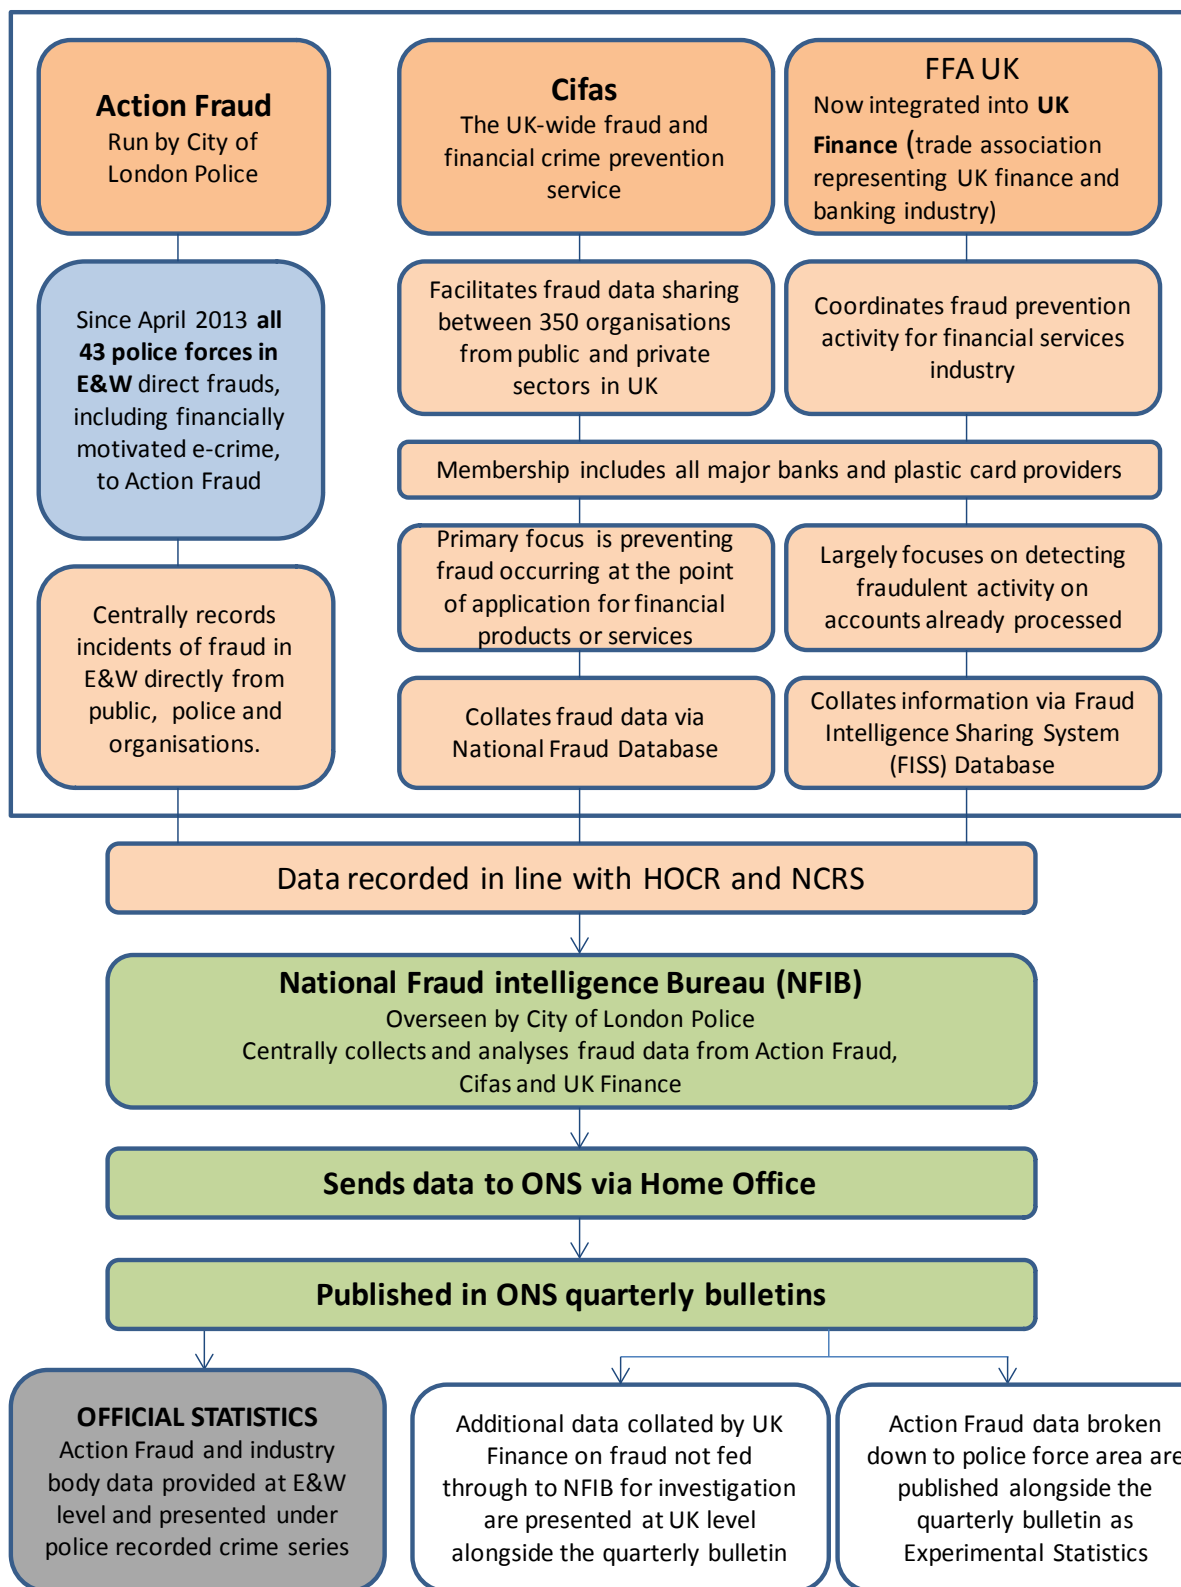 Action Fraud
Run by City of
London Police
Since April 2013 all
43 police forces in
E&W direct frauds,
including financially
motivated e-crime,
to Action Fraud
Centrally records
incidents of fraud in
E&W directly from
public, police and
organisations.
Cifas
The UK-wide fraud and
financial crime prevention
service
Facilitates fraud data sharing
between 350 organisations
from public and private
sectors in UK
FFA UK
Now integrated into UK
Finance (trade association
representing UK finance and
banking industry)
Coordinates fraud prevention
activity for financial services
industry
Membership includes all major banks and plastic card providers
Primary focus is preventing
fraud occurring at the point
of application for financial
products or services
Collates fraud data via
National Fraud Database
Largely focuses on detecting
fraudulent activity on
accounts already processed
Collates information via Fraud
Intelligence Sharing System
(FISS) Database
Data recorded in line with HOCR and NCRS
National Fraud intelligence Bureau (NFIB)
Overseen by City of London Police
Centrally collects and analyses fraud data from Action Fraud,
Cifas and UK Finance
Sends data to ONS via Home Office
Published in ONS quarterly bulletins
OFFICIAL STATISTICS
Action Fraud and industry
body data provided at E&W
level and presented under
police recorded crime series
Additional data collated by UK
Finance on fraud not fed
through to NFIB for investigation
are presented at UK level
alongside the quarterly bulletin
Action Fraud data broken
down to police force area are
published alongside the
quarterly bulletin as
Experimental Statistics